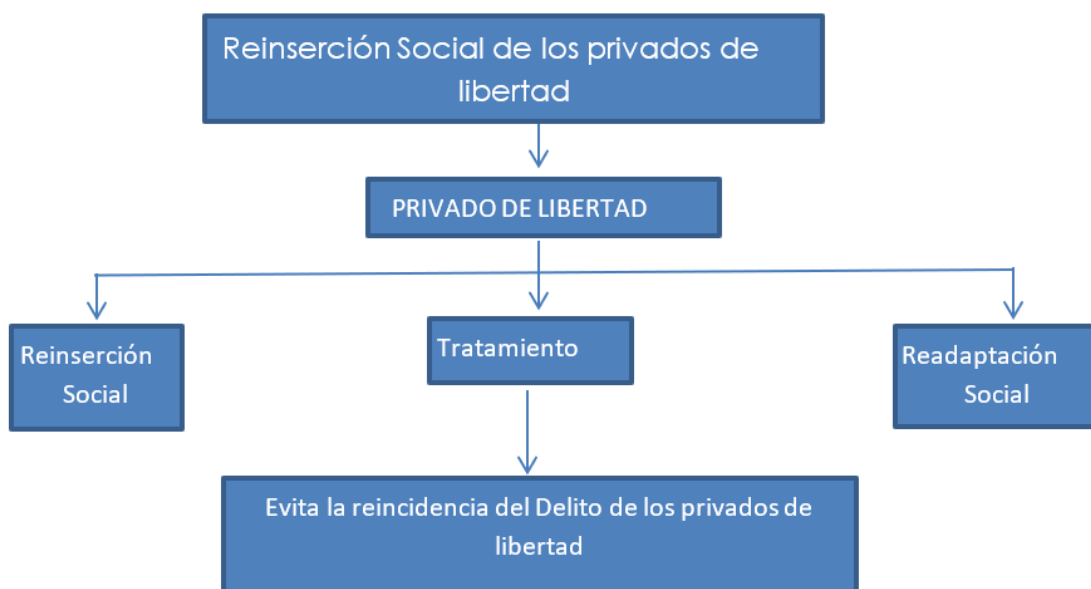 Reinserción Social de los privados de
libertad
PRIVADO DE LIBERTAD
Reinserción
Social
Tratamiento
Readaptación
Social
Evita la reincidencia del Delito de los privados de
libertad